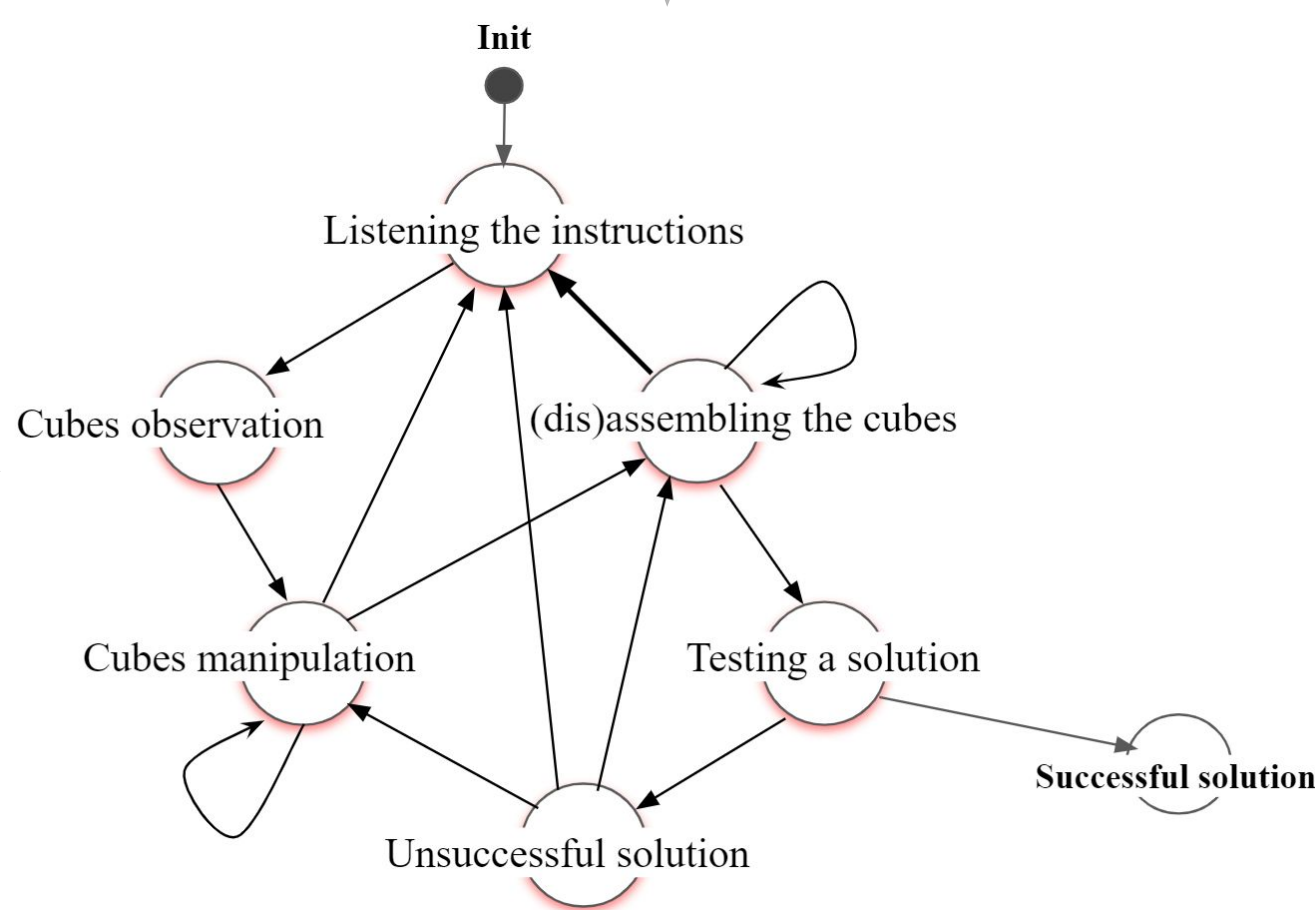 Init
Listening the instructions
Cubes observation
(dis)assembling the cubes
Cubes manipulation
Testing a solution
Successful solution
Unsuccessful solution